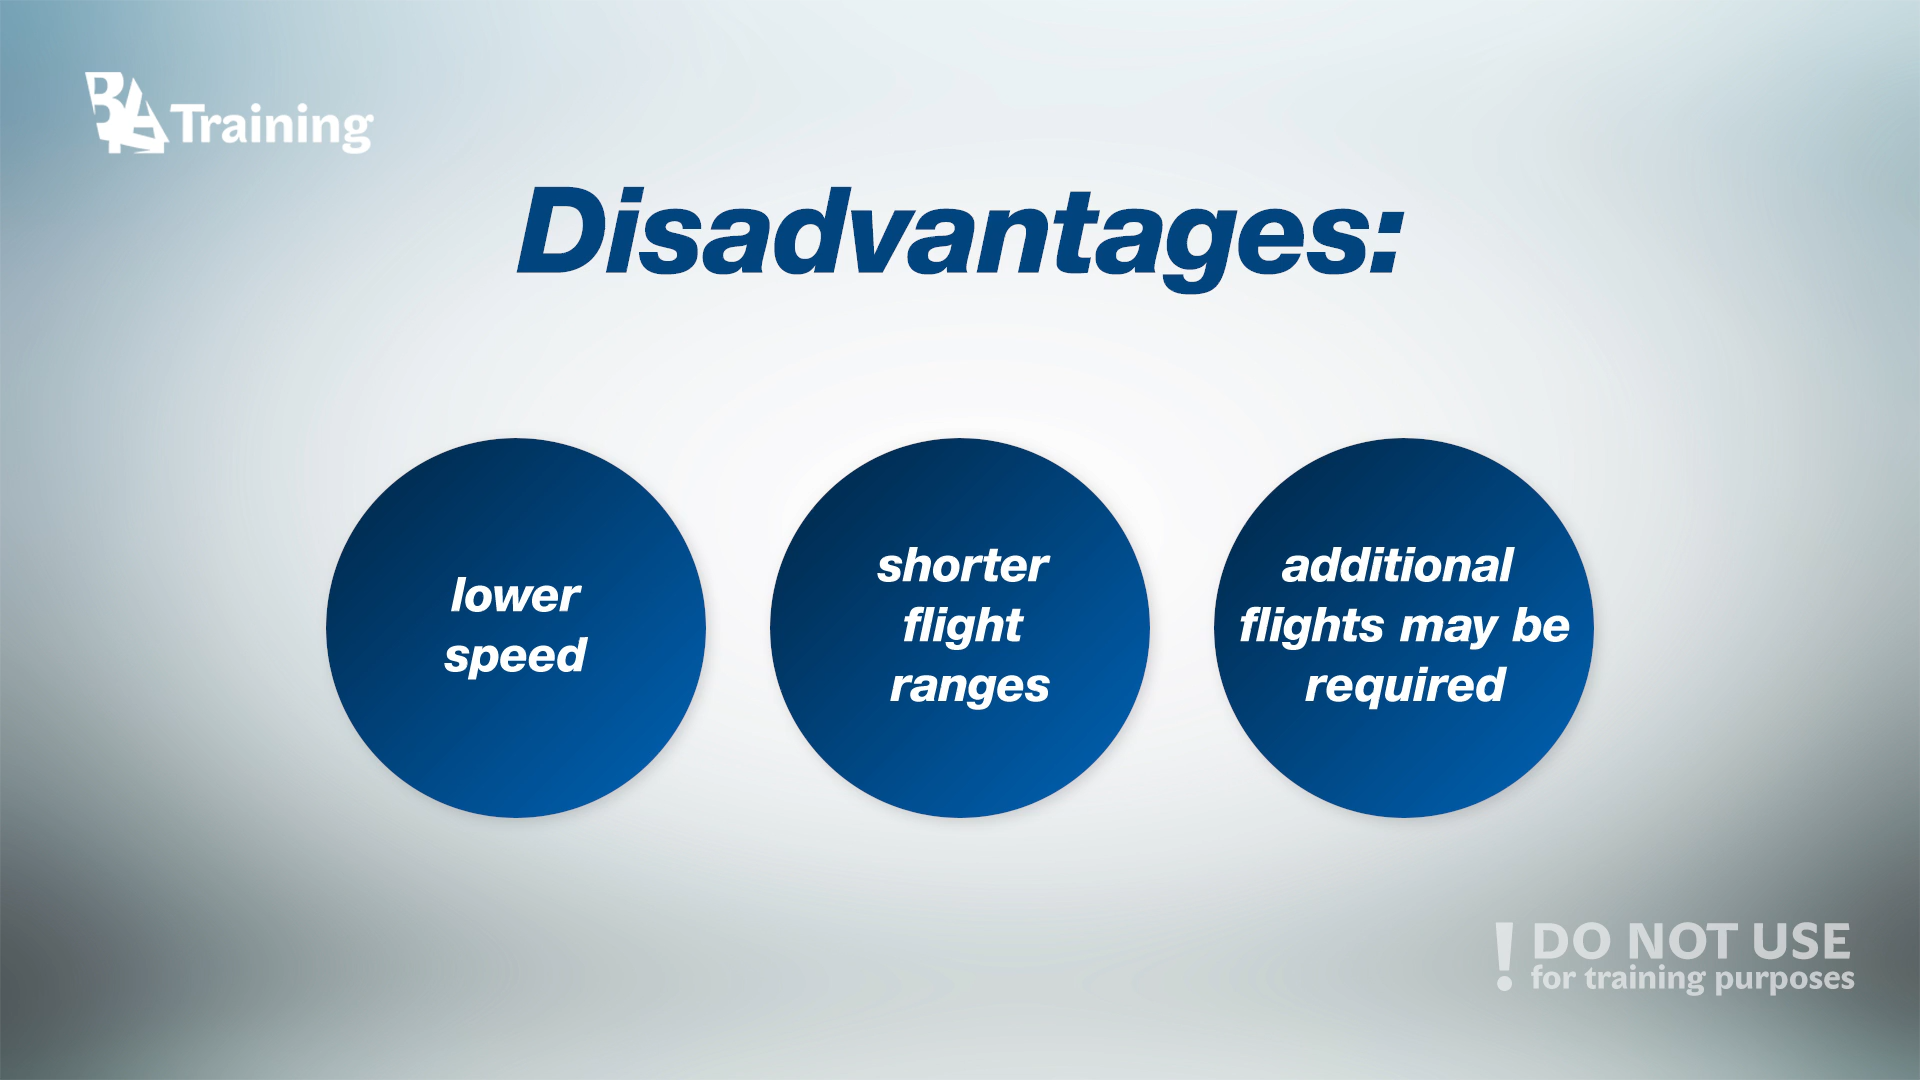 BAA Training
Disadvantages:
lower
speed
shorter
flight
ranges
additional
flights may be
required
! DO NOT USE
for training purposes